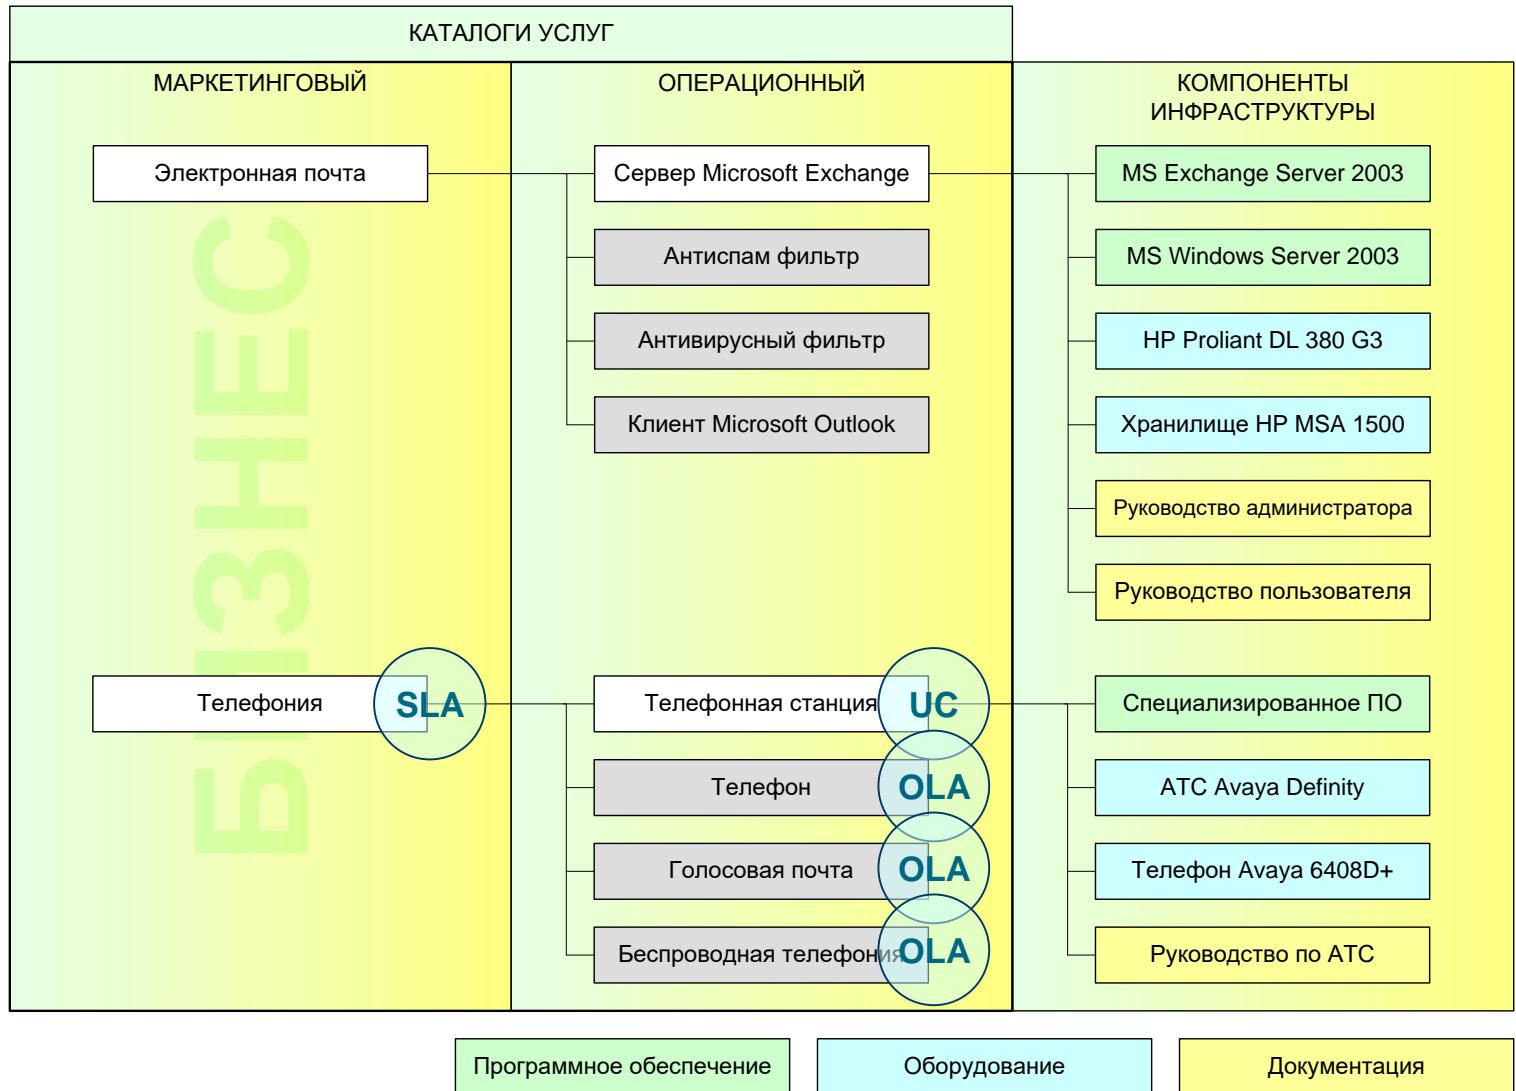 КАТАЛОГИ УСЛУГ
МАРКЕТИНГОВЫЙ
ОПЕРАЦИОННЫЙ
КОМПОНЕНТЫ
ИНФРАСТРУКТУРЫ
БИЗНЕС
Электронная почта
Сервер Microsoft Exchange
MS Exchange Server 2003
Антиспам фильтр
MS Windows Server 2003
Антивирусный фильтр
HP Proliant DL 380 G3
Клиент Microsoft Outlook
Хранилище HP MSA 1500
Руководство администратора
Руководство пользователя
Телефония
SLA
Телефонная станция
UC
Специализированное ПО
Телефон
OLA
АТС Avaya Definity
Голосовая почта
OLA
Телефон Avaya 6408D+
Беспроводная телефония
OLA
Руководство по АТС
Программное обеспечение
Оборудование
Документация